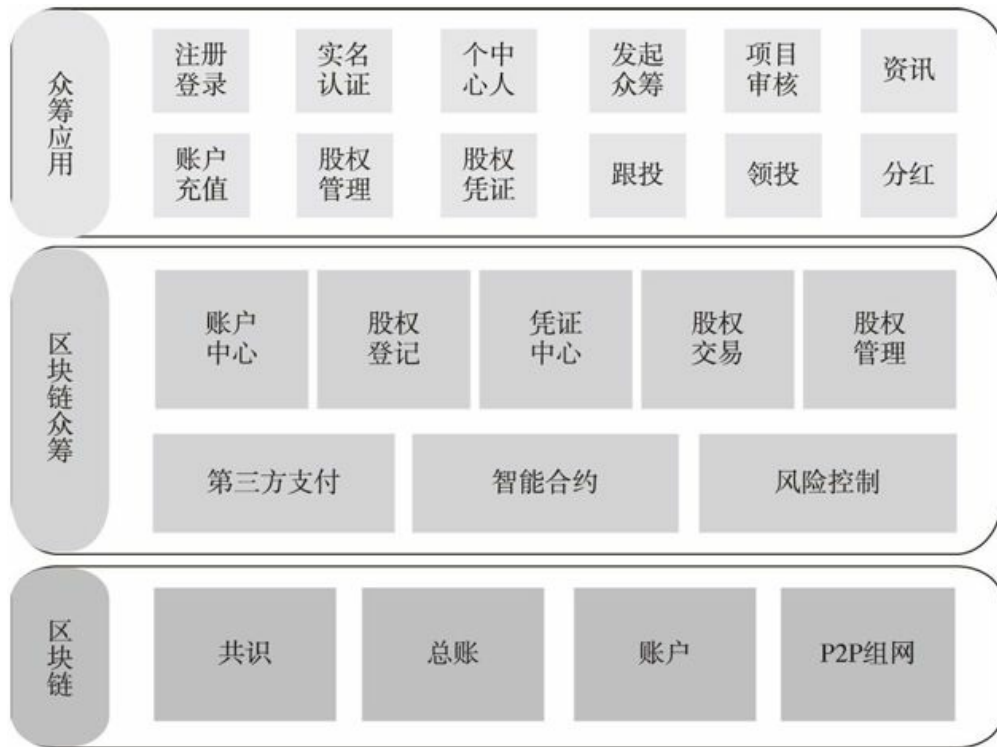 众筹应用
注册
登录
实名
认证
个中
心人
发起
众筹
项目
审核
资讯
账户
充值
股权
管理
股权
凭证
跟投
领投
分红
区块链众筹
账户
中心
股权
登记
凭证
中心
股权
交易
股权
管理
第三方支付
智能合约
风险控制
区块链
共识
总账
账户
P2P组网